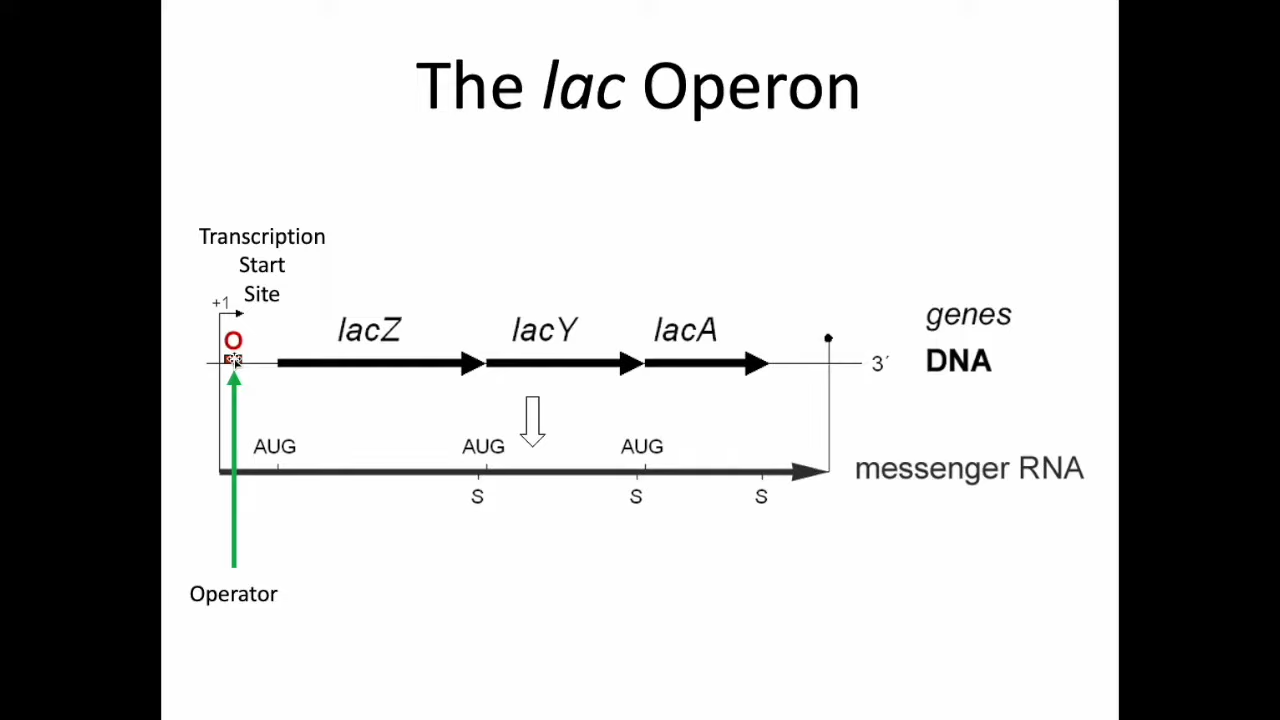 The lac Operon
Transcription
Start
Site
+1
O
lacZ
lacY
lacA
genes
3´
DNA
AUG
AUG
AUG
messenger RNA
S
S
S
Operator